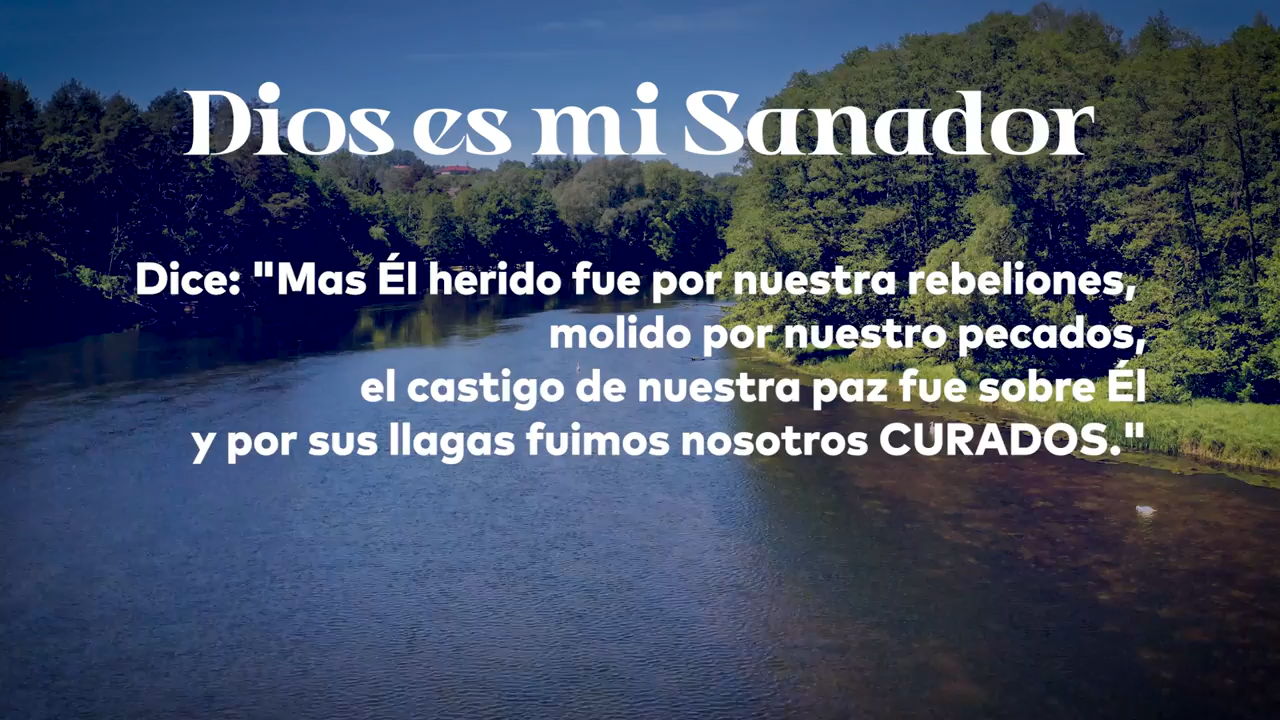 Dios es mi Sanador
Dice: "Mas Él herido fue por nuestra rebeliones,
molido por nuestro pecados,
el castigo de nuestra paz fue sobre Él
y por sus llagas fuimos nosotros CURADOS."